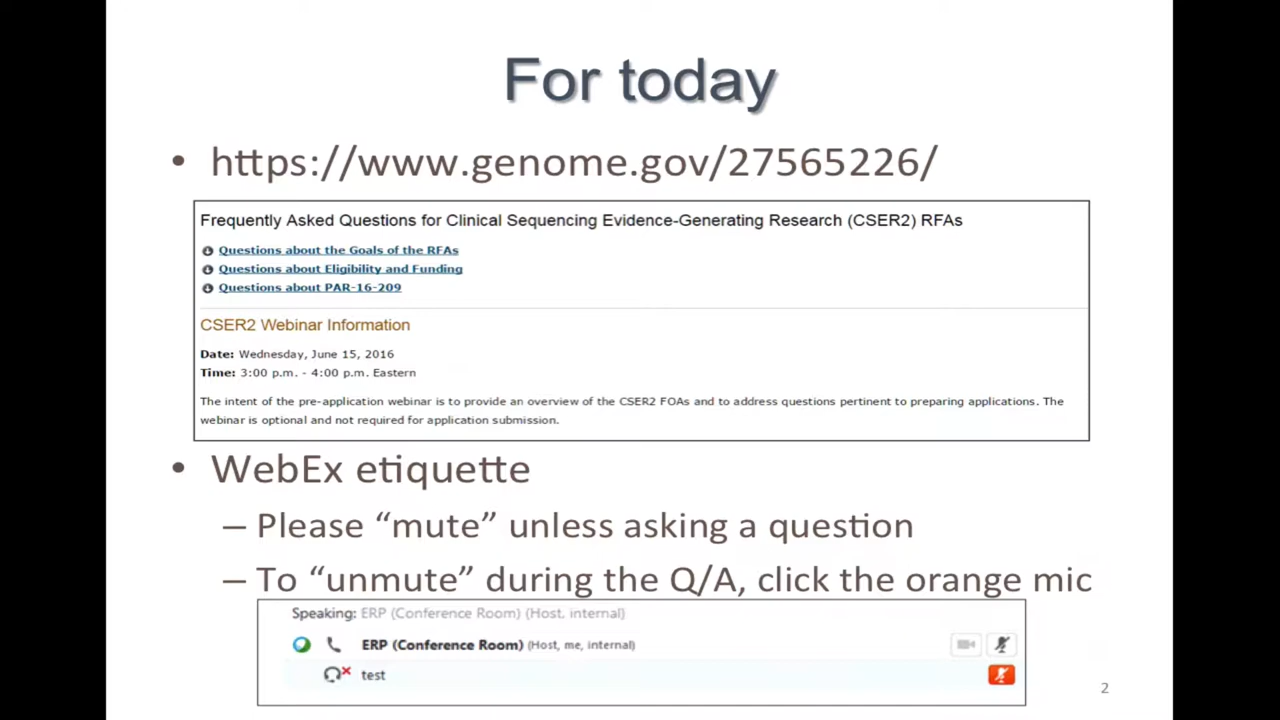 For today
• https://www.genome.gov/27565226/
Frequently Asked Questions for Clinical Sequencing Evidence-Generating Research (CSER2) RFAs
Questions about the Goals of the RFAs
Questions about Eligibility and Funding
Questions about PAR-16-209
CSER2 Webinar Information
Date: Wednesday, June 15, 2016
Time: 3:00 p.m. - 4:00 p.m. Eastern
The intent of the pre-application webinar is to provide an overview of the CSER2 FOAs and to address questions pertinent to preparing applications. The
webinar is optional and not required for application submission.
• WebEx etiquette
– Please “mute” unless asking a question
– To “unmute” during the Q/A, click the orange mic
Speaking: ERP (Conference Room) (Host, internal)
ERP (Conference Room) (Host, me, internal)
test
2